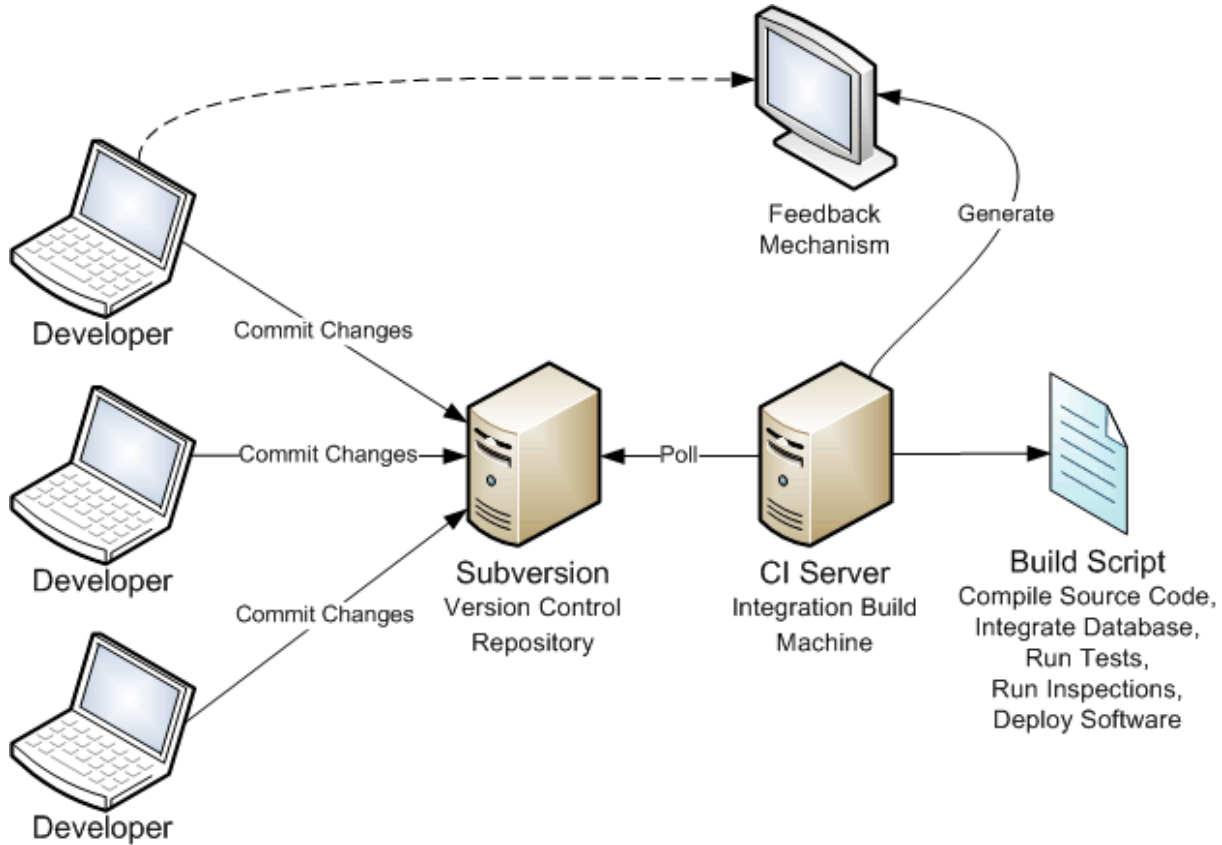 Feedback
Mechanism
Generate
Developer
Commit Changes
Commit Changes
Poll
Developer
Subversion
Version Control
Repository
CI Server
Integration Build
Machine
Build Script
Compile Source Code,
Integrate Database,
Run Tests,
Run Inspections,
Deploy Software
Commit Changes
Developer